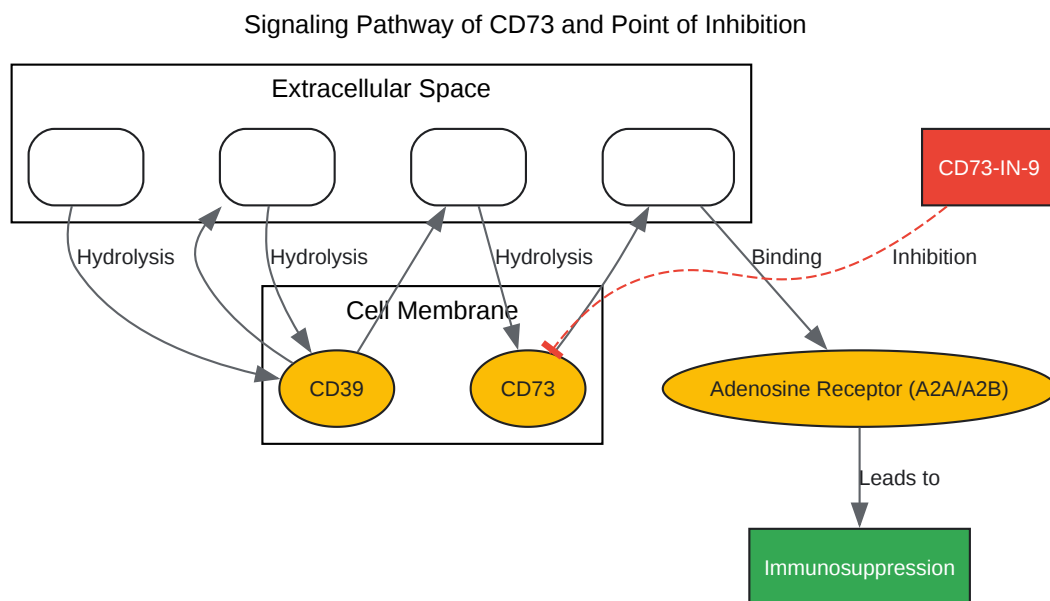 Signaling Pathway of CD73 and Point of Inhibition
Extracellular Space
CD73-IN-9
Hydrolysis
Hydrolysis
Hydrolysis
Binding
Inhibition
Cell Membrane
CD39
CD73
Adenosine Receptor (A2A/A2B)
Leads to
Immunosuppression